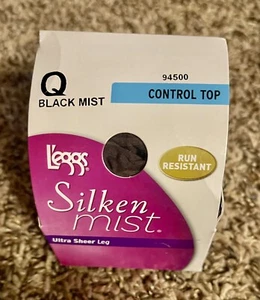 Q
94500
BLACK MIST
CONTROL TOP
L'eggs
RUN
RESISTANT
Silken
mist
Ultra Sheer Leg